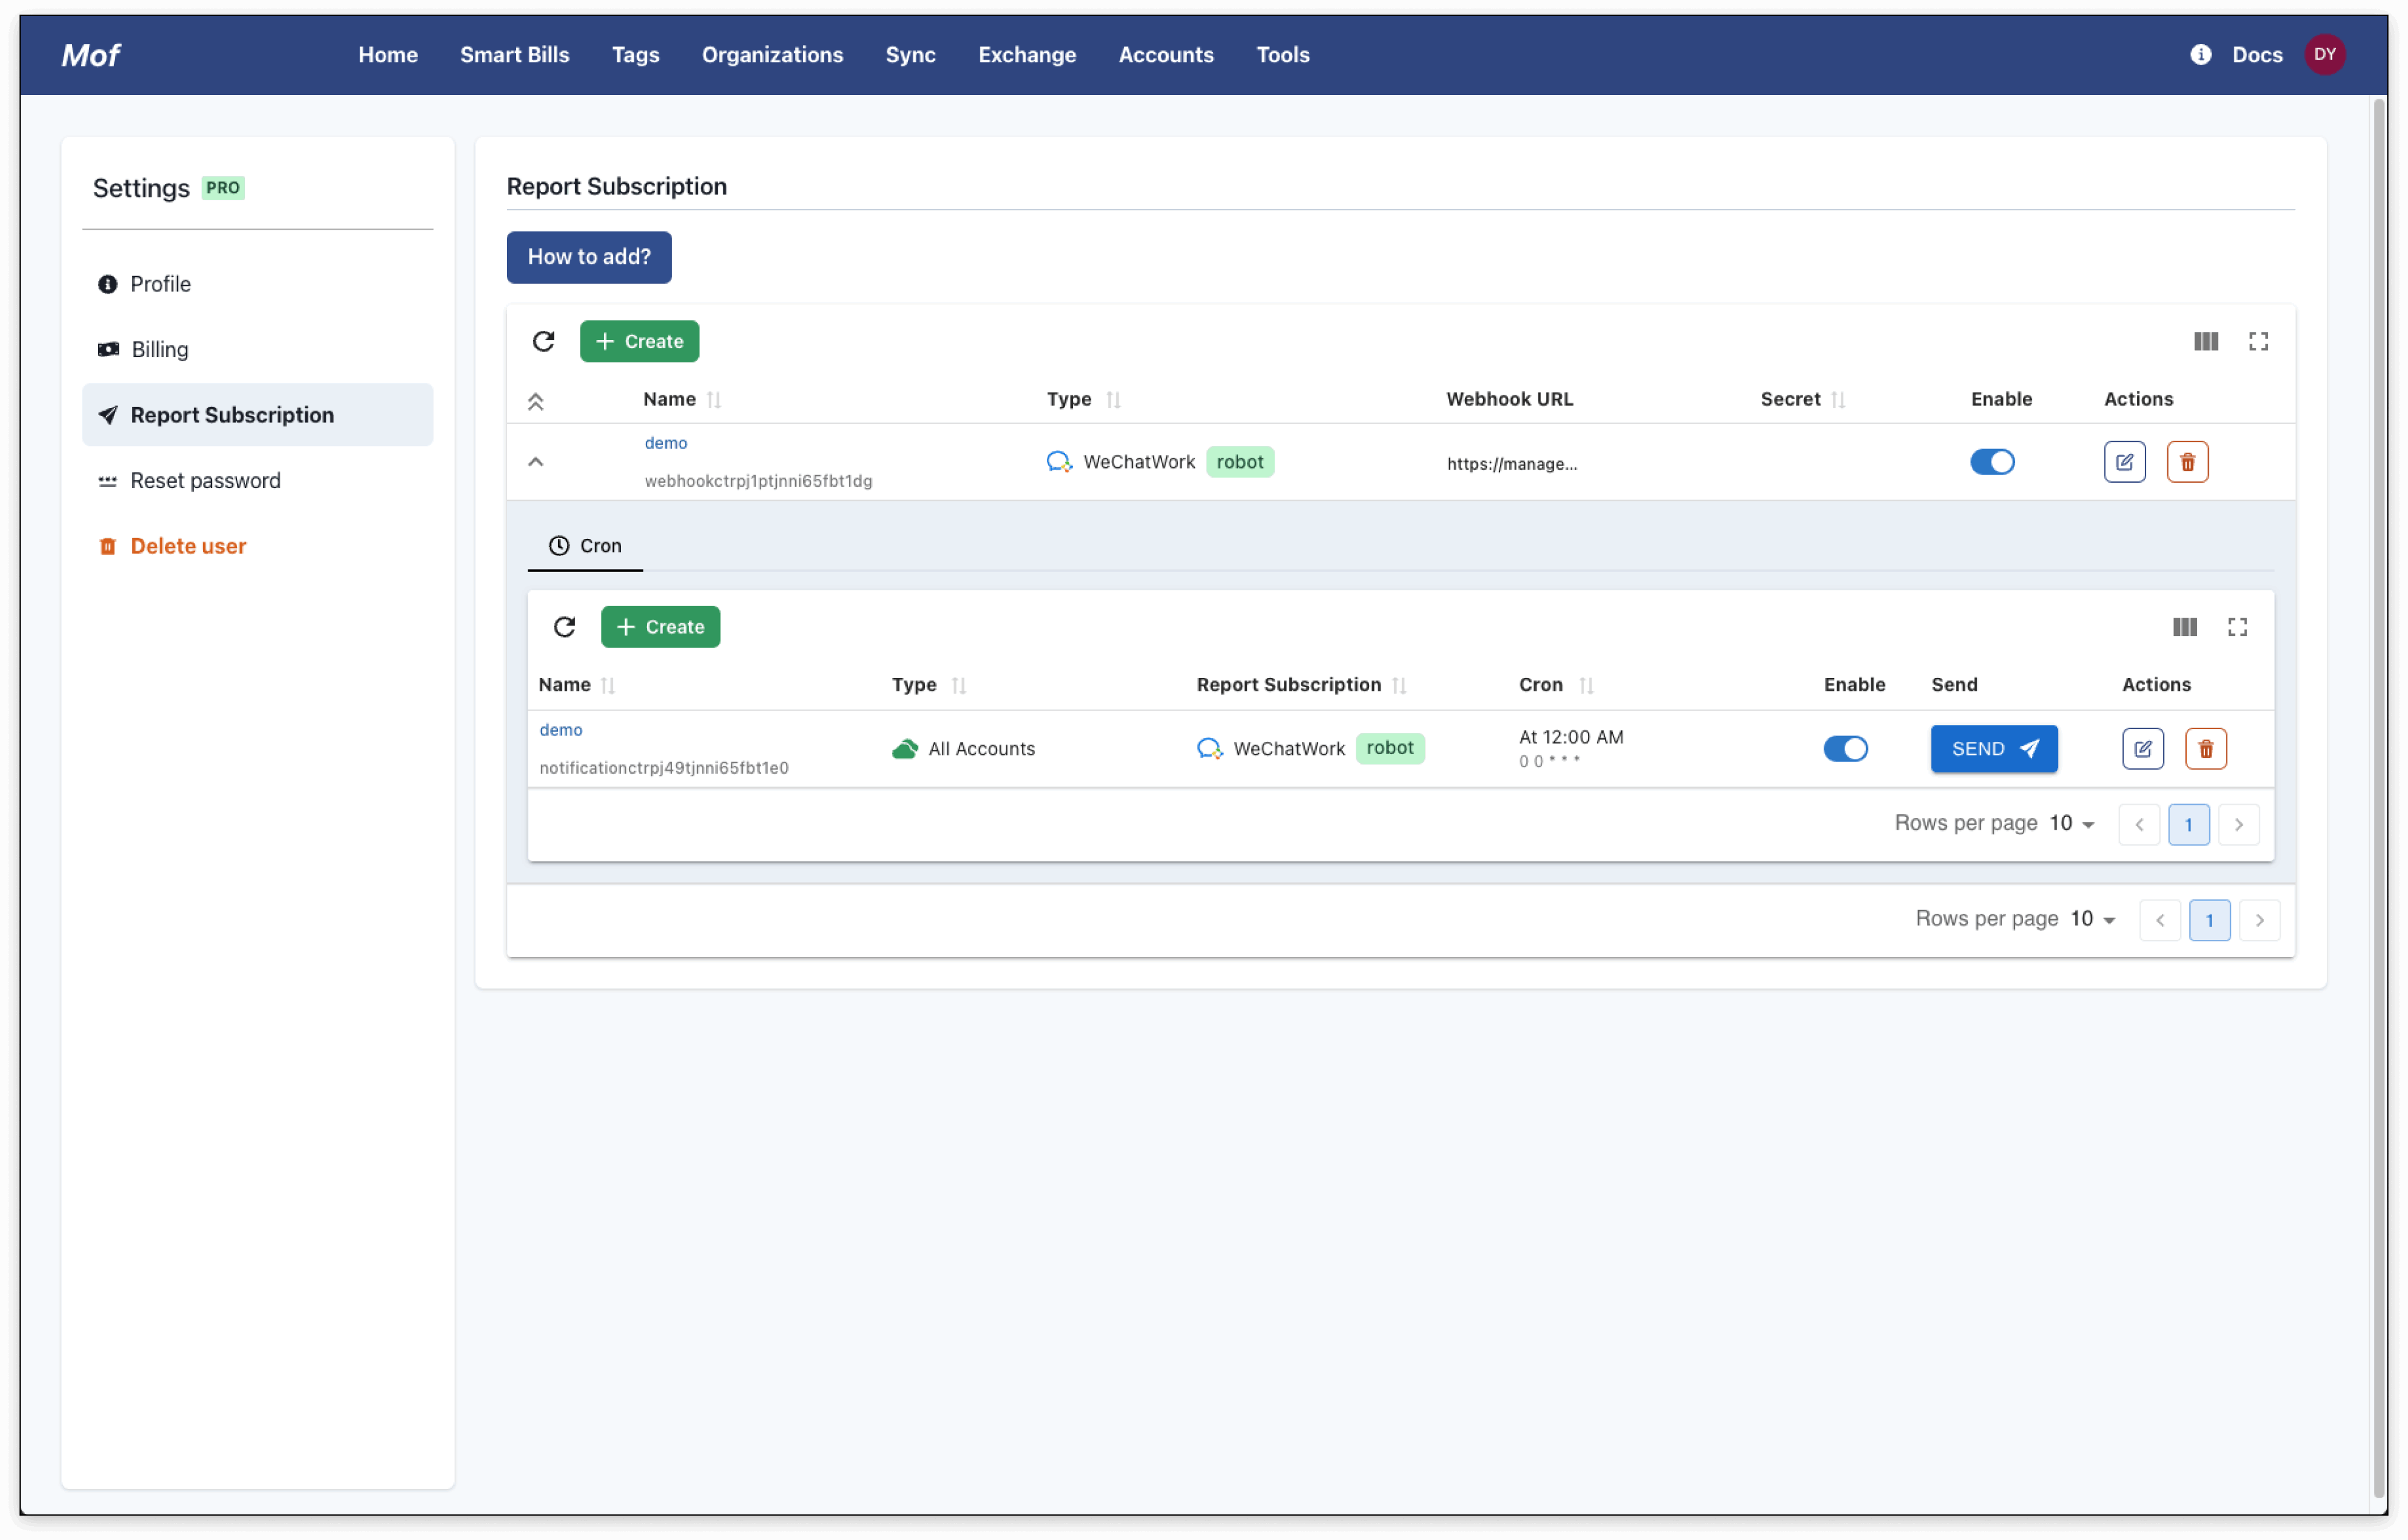 Mof Home Smart Bills Tags Organizations Sync Exchange Accounts Tools Docs DY
Settings PRO
Profile
Billing
Report Subscription
Reset password
Delete user
Report Subscription
How to add?
Create
Name Type Webhook URL Secret Enable Actions
demo
webhookctrpj1ptjnni65fbt1dg
WeChatWork robot https://manage...
Cron
Create
Name Type Report Subscription Cron Enable Send Actions
demo
notificationctrpj49tjnni65fbt1e0
All Accounts WeChatWork robot
At 12:00 AM
0 0 * * *
SEND
Rows per page 10 1
Rows per page 10 1